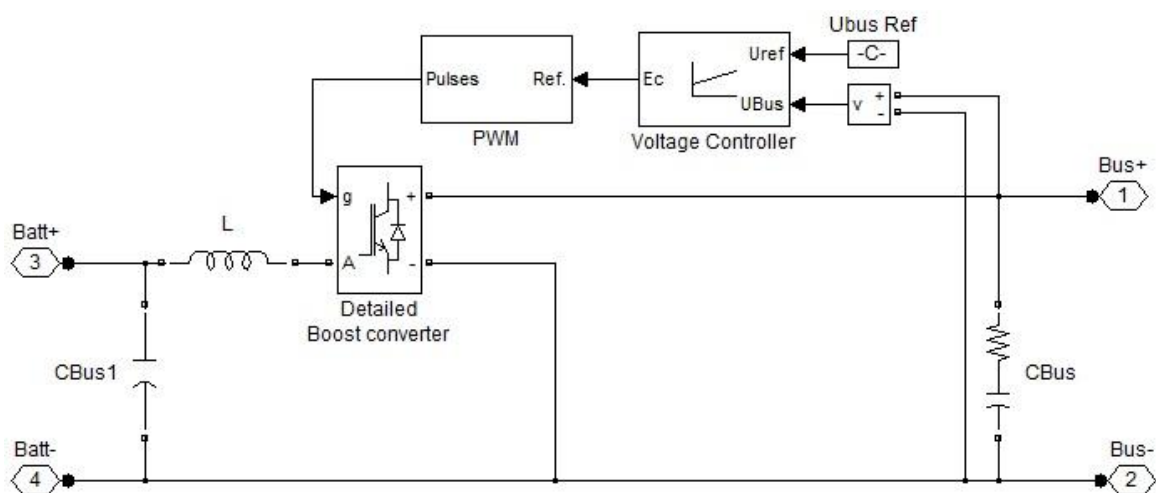 Ubus Ref
-C-
Pulses
Ref.
PWM
Ec
Uref
UBus
Voltage Controller
v
+
-
Bus+
1
g
+
A
-
Detailed
Boost converter
L
Batt+
3
CBus1
CBus
Batt-
4
Bus-
2